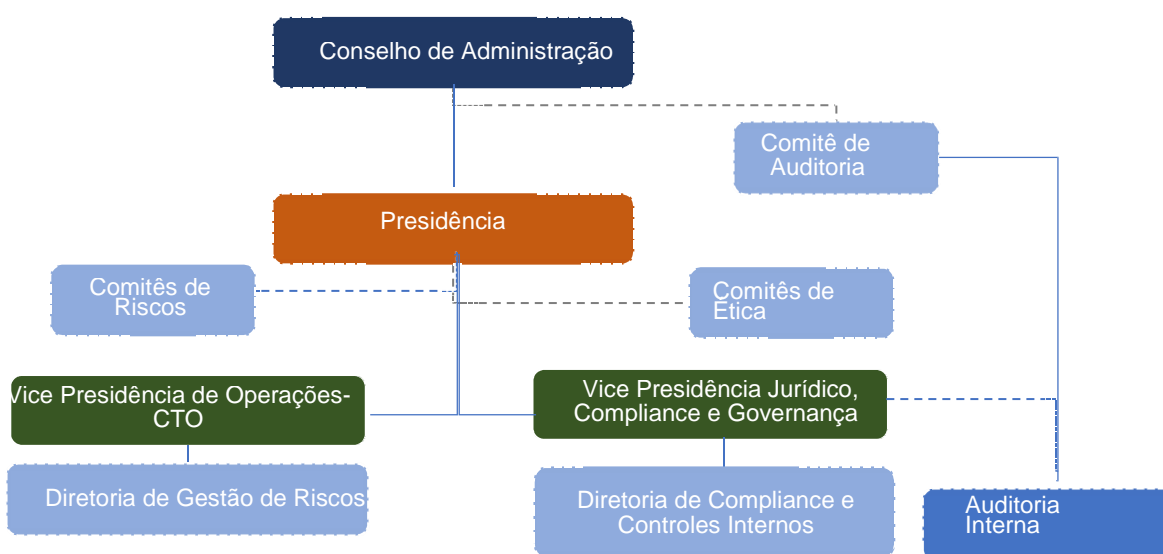 Conselho de Administração
Comitê de
Auditoria
Presidência
Comitês de
Riscos
Comitês de
Ética
Vice Presidência de Operações-
CTO
Vice Presidência Jurídico,
Compliance e Governança
Diretoria de Gestão de Riscos
Diretoria de Compliance e
Controles Internos
Auditoria
Interna